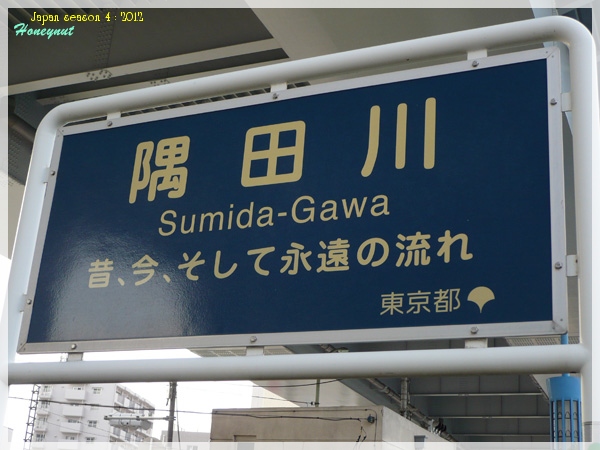 Japan season 4 : 2012
Honeynut
隅田川
Sumida-Gawa
昔、今、そして永遠の流れ
東京都